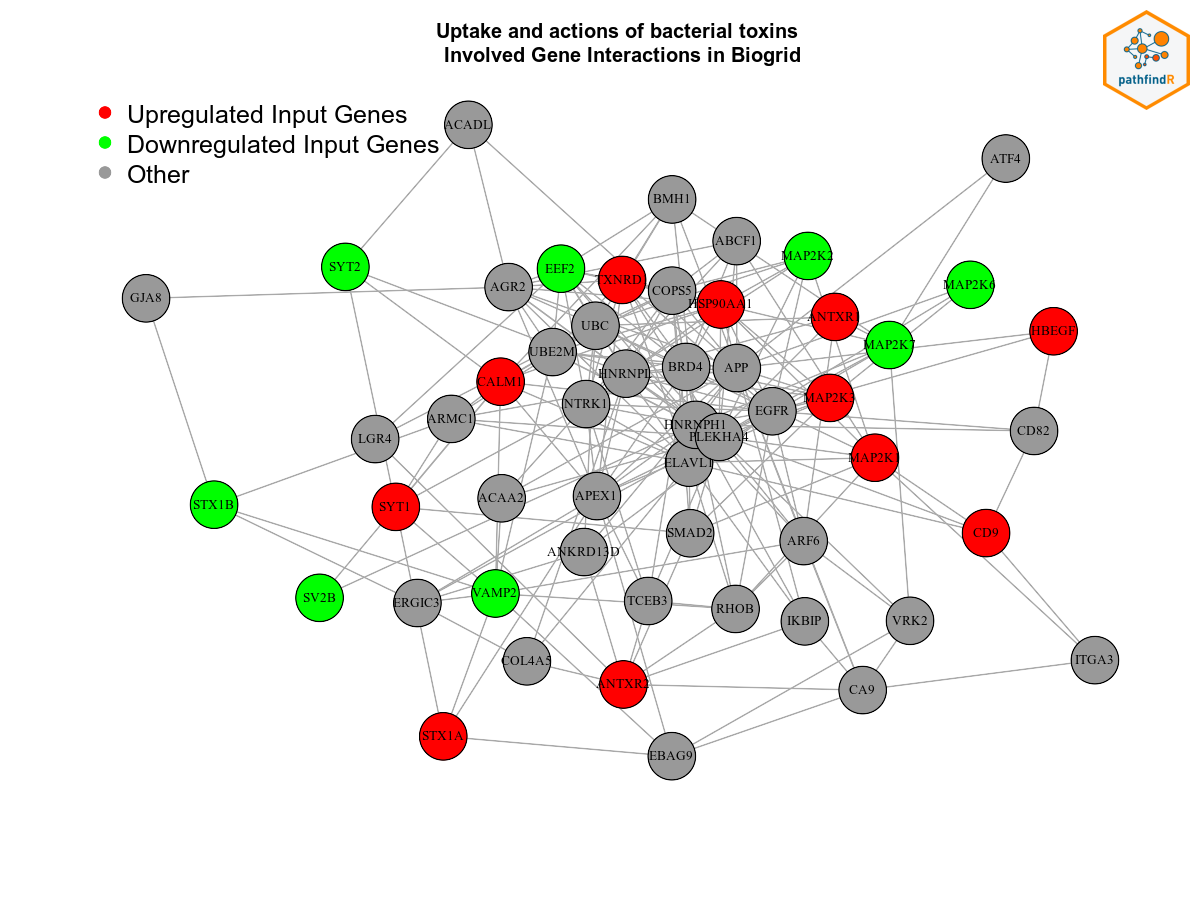 Uptake and actions of bacterial toxins
Involved Gene Interactions in Biogrid
pathfindR
Upregulated Input Genes
Downregulated Input Genes
Other
ACADL
ATF4
BMH1
ABCF1
MAP2K2
SYT2
EEF2
TXNRD
AGR2
COPS5
MAP2K6
GJA8
HSP90AA1
ANTXR1
UBC
HBEGF
MAP2K7
UBE2M
BRD4
APP
HNRNPL
CALM1
MAP2K3
NTRK1
EGFR
ARMC1
HNRNPH1
CD82
PLEKHA4
LGR4
MAP2K1
ELAVL1
ACAA2
APEX1
STX1B
SYT1
SMAD2
CD9
ARF6
ANKRD13D
VAMP2
SV2B
ERGIC3
TCEB3
RHOB
IKBIP
VRK2
COL4A5
ITGA3
ANTXR2
CA9
STX1A
EBAG9